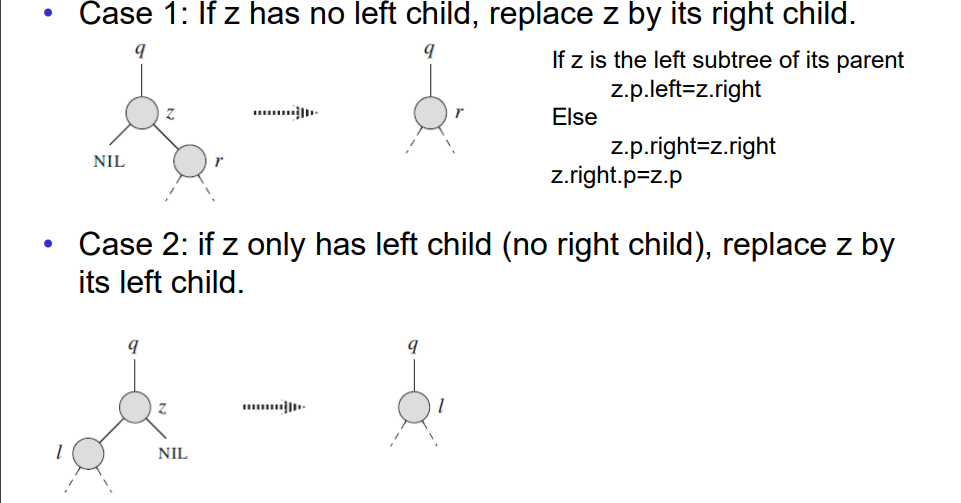 • Case 1: If z has no left child, replace z by its right child.
q
q
If z is the left subtree of its parent
z
r
z.p.left=z.right
Else
NIL
r
z.p.right=z.right
z.right.p=z.p
• Case 2: if z only has left child (no right child), replace z by
its left child.
q
q
z
l
l
NIL